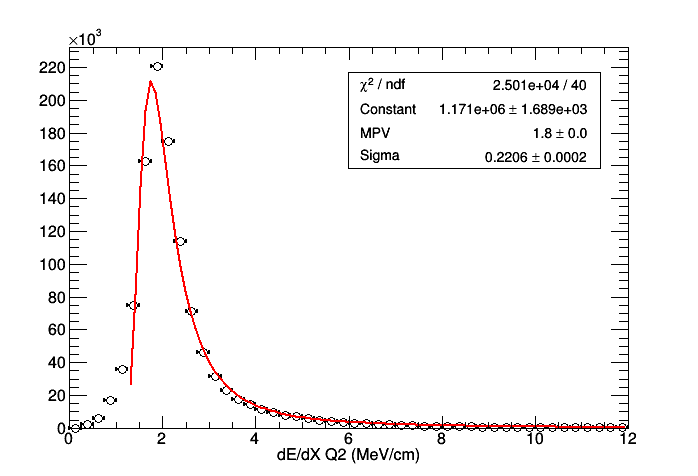 ×10³
220
200
180
160
140
120
100
80
60
40
20
0
χ² / ndf 2.501e+04 / 40
Constant 1.171e+06 ± 1.689e+03
MPV 1.8 ± 0.0
Sigma 0.2206 ± 0.0002
0 2 4 6 8 10 12
dE/dX Q2 (MeV/cm)